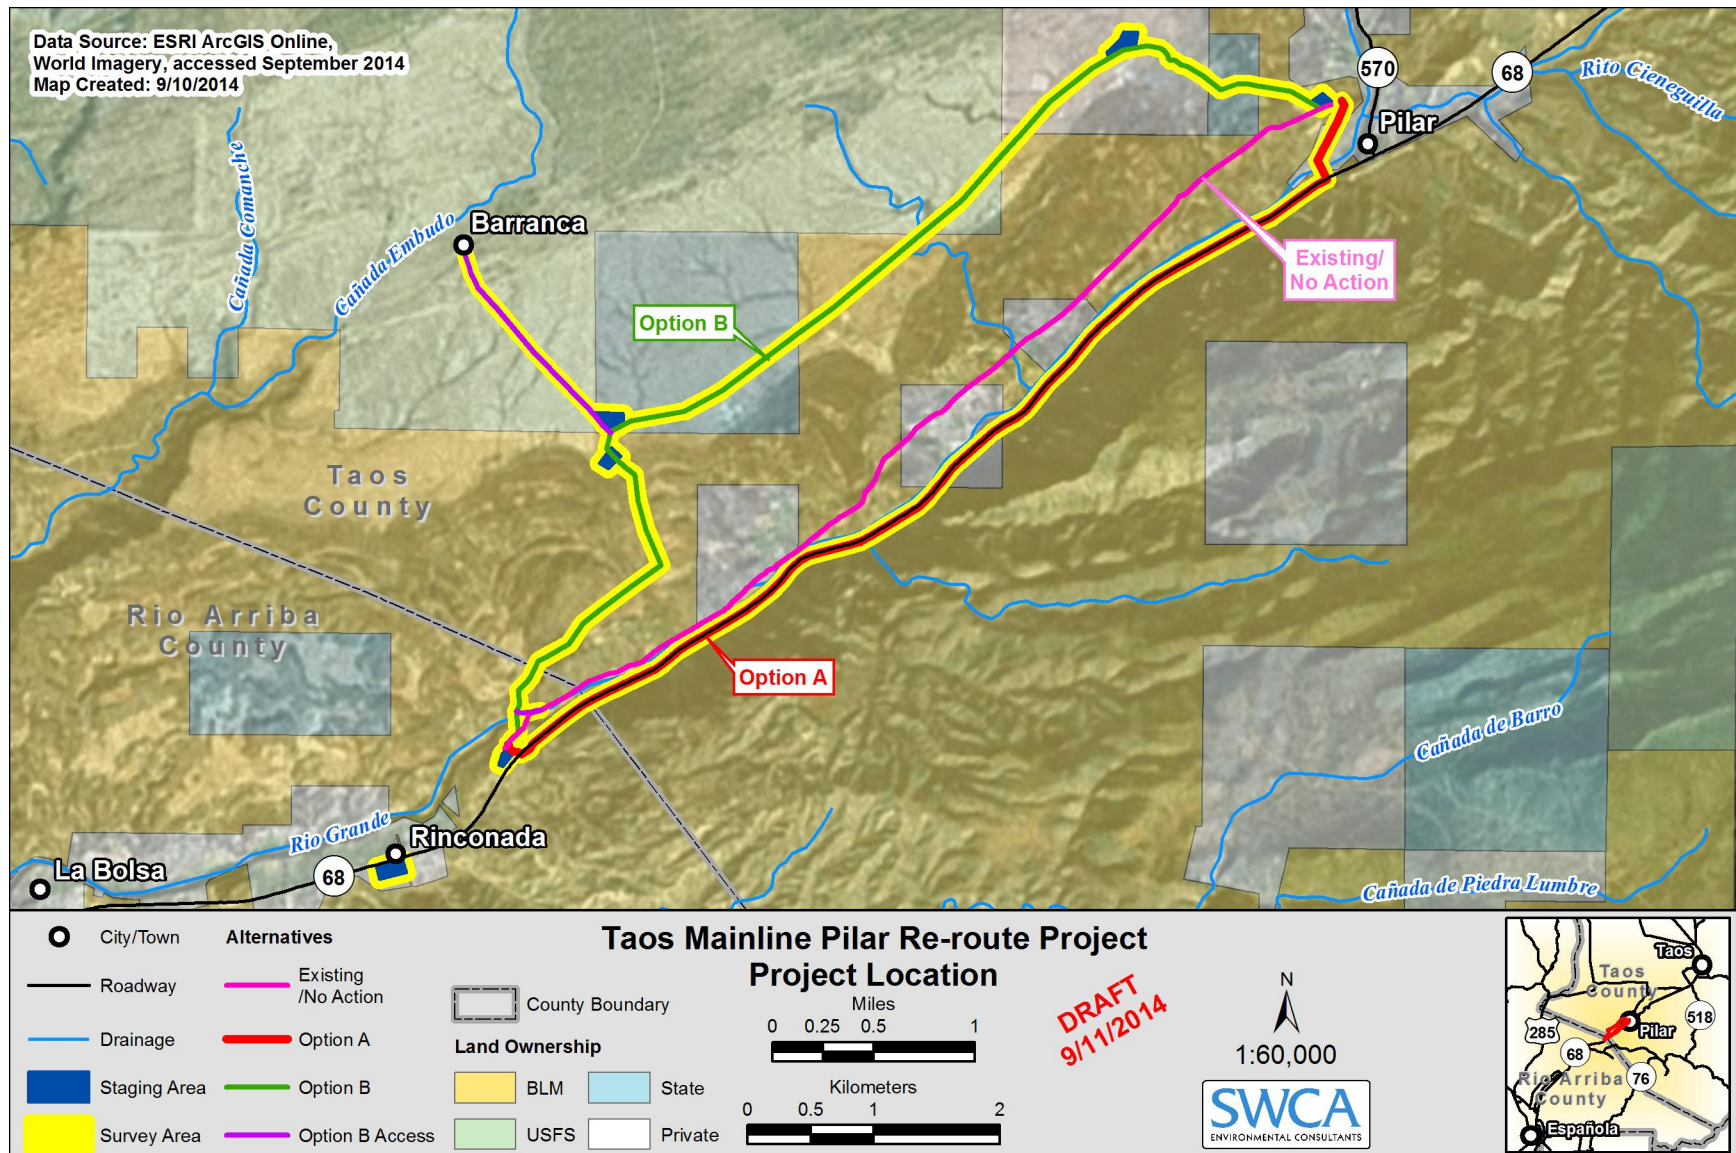 Data Source: ESRI ArcGIS Online,
World Imagery, accessed September 2014
Map Created: 9/10/2014
570
68
Rito Cieneguilla
Pilar
Cañada Comanche
Cañada Embudo
Barranca
Existing/
No Action
Option B
Taos
County
Rio Arriba
County
Option A
Cañada de Barro
Rio Grande
Rinconada
La Bolsa
68
Cañada de Piedra Lumbre
City/Town
Roadway
Drainage
Staging Area
Survey Area
Alternatives
Existing
/No Action
Option A
Option B
Option B Access
County Boundary
Land Ownership
BLM
State
USFS
Private
Taos Mainline Pilar Re-route Project
Project Location
Miles
0 0.25 0.5 1
Kilometers
0 0.5 1 2
DRAFT
9/11/2014
N
1:60,000
SWCA
ENVIRONMENTAL CONSULTANTS
Taos
Taos
County
518
Pilar
285
68
76
Rio Arriba
County
Española